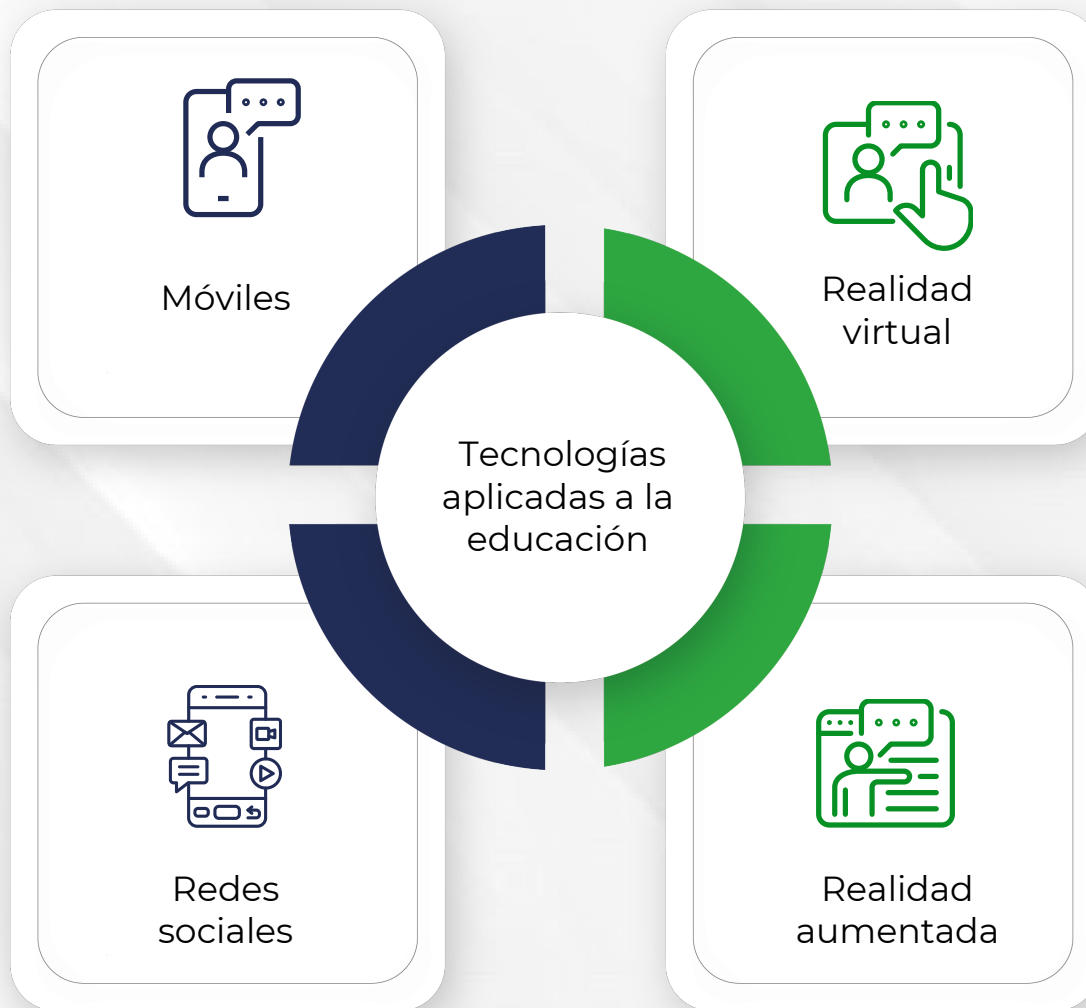 Móviles
Realidad
virtual
Tecnologías
aplicadas a la
educación
Redes
sociales
Realidad
aumentada